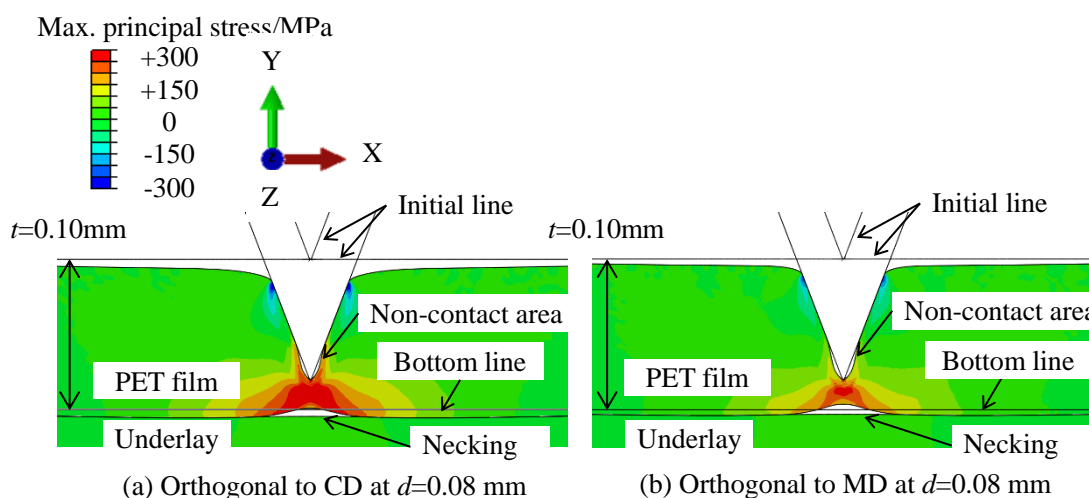 Max. principal stress/MPa
+300
+150
0
-150
-300
Y
X
Z
Z
Initial line
t=0.10mm
Non-contact area
Bottom line
PET film
Underlay
Necking
(a) Orthogonal to CD at d=0.08 mm
Initial line
t=0.10mm
Non-contact area
Bottom line
PET film
Underlay
Necking
(b) Orthogonal to MD at d=0.08 mm